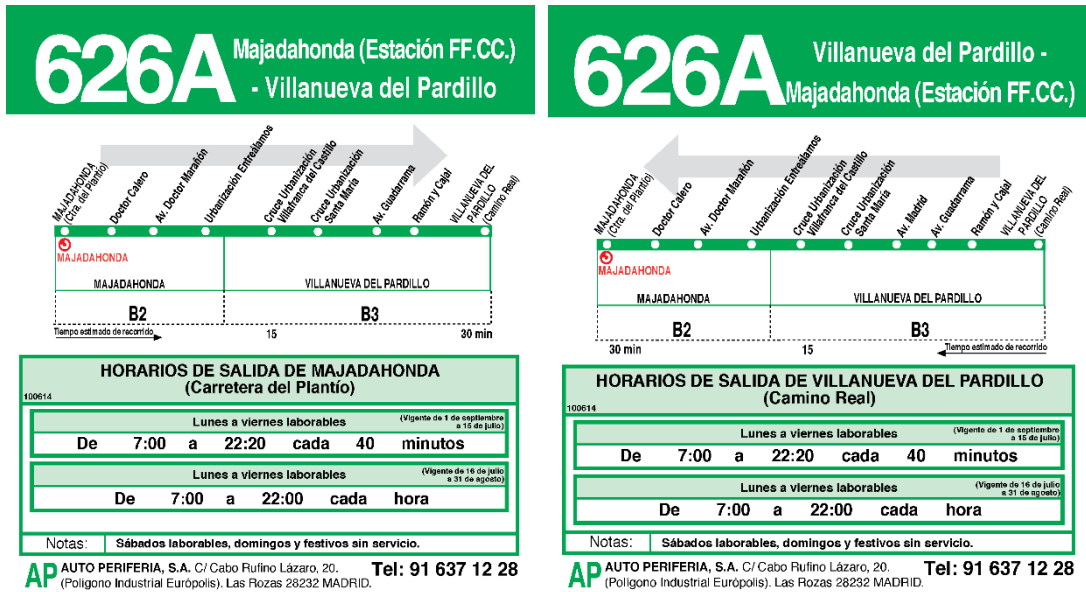 626A
Majadahonda (Estación FF.CC.)
- Villanueva del Pardillo
MAJADAHONDA
(Ctra. del Plantío)
Doctor Calero
Av. Doctor Marañón
Urbanización Entreálamos
Cruce Urbanización
Villafranca del Castillo
Cruce Urbanización
Santa María
Av. Guadarrama
Ramón y Cajal
VILLANUEVA DEL
PARDILLO
(Camino Real)
MAJADAHONDA
MAJADAHONDA
VILLANUEVA DEL PARDILLO
B2
B3
Tiempo estimado de recorrido
15
30 min
HORARIOS DE SALIDA DE MAJADAHONDA
(Carretera del Plantío)
100614
Lunes a viernes laborables
(Vigente de 1 de septiembre
a 15 de julio)
De 7:00 a 22:20 cada 40 minutos
Lunes a viernes laborables
(Vigente de 16 de julio
a 31 de agosto)
De 7:00 a 22:00 cada hora
Notas: Sábados laborables, domingos y festivos sin servicio.
AP
AUTO PERIFERIA, S.A. C/ Cabo Rufino Lázaro, 20.
(Poligono Industrial Európolis). Las Rozas 28232 MADRID.
Tel: 91 637 12 28
626A
Villanueva del Pardillo -
Majadahonda (Estación FF.CC.)
MAJADAHONDA
(Ctra. del Plantío)
Doctor Calero
Av. Doctor Marañón
Urbanización Entreálamos
Cruce Urbanización
Villafranca del Castillo
Cruce Urbanización
Santa María
Av. Madrid
Av. Guadarrama
Ramón y Cajal
VILLANUEVA DEL
PARDILLO
(Camino Real)
MAJADAHONDA
MAJADAHONDA
VILLANUEVA DEL PARDILLO
B2
B3
30 min
15
Tiempo estimado de recorrido
HORARIOS DE SALIDA DE VILLANUEVA DEL PARDILLO
(Camino Real)
100614
Lunes a viernes laborables
(Vigente de 1 de septiembre
a 15 de julio)
De 7:00 a 22:20 cada 40 minutos
Lunes a viernes laborables
(Vigente de 16 de julio
a 31 de agosto)
De 7:00 a 22:00 cada hora
Notas: Sábados laborables, domingos y festivos sin servicio.
AP
AUTO PERIFERIA, S.A. C/ Cabo Rufino Lázaro, 20.
(Poligono Industrial Európolis). Las Rozas 28232 MADRID.
Tel: 91 637 12 28